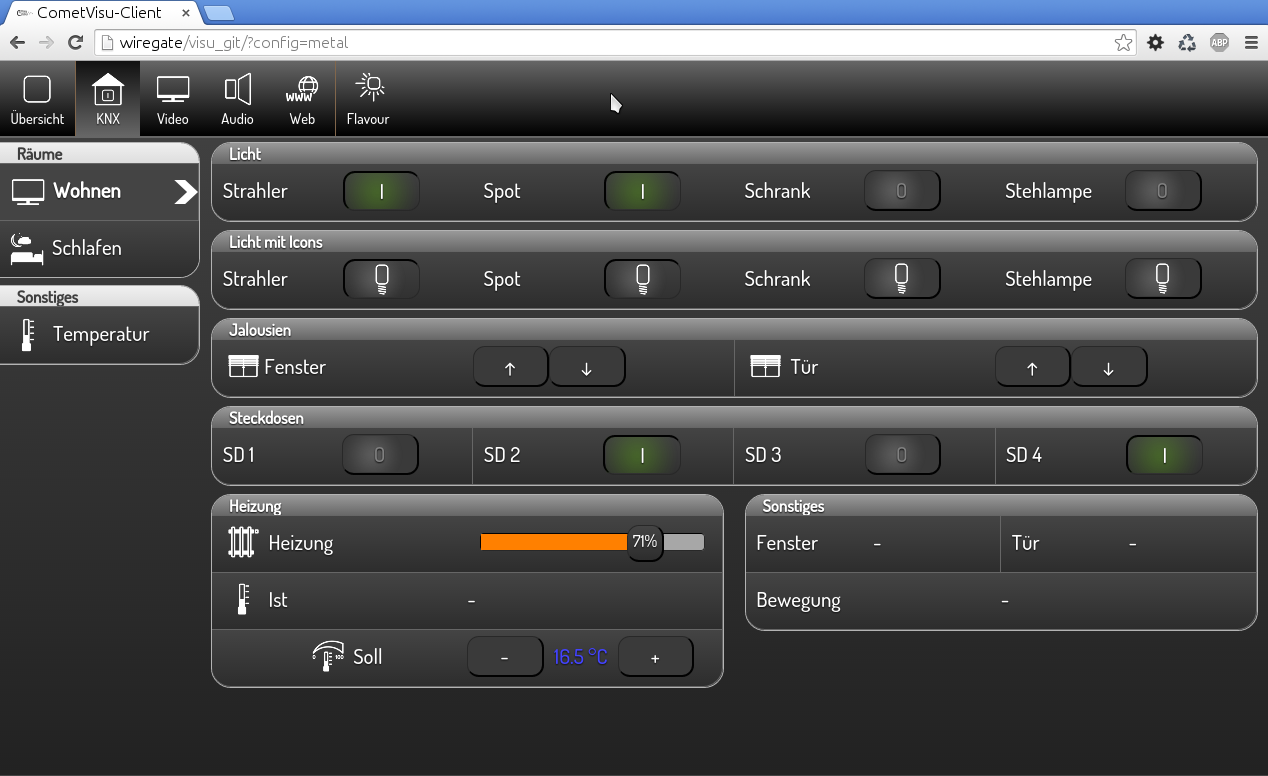 CometVisu-Client ×
wiregate/visu_git/?config=metal ABP
Übersicht KNX Video Audio WWW Web Flavour
Räume
Wohnen
Schlafen
Sonstiges
Temperatur
Licht
Strahler I Spot I Schrank 0 Stehlampe 0
Licht mit Icons
Strahler Spot Schrank Stehlampe
Jalousien
Fenster ↑ ↓ Tür ↑ ↓
Steckdosen
SD 1 0 SD 2 I SD 3 0 SD 4 I
Heizung
Heizung 71%
Ist -
0 100 Soll - 16.5 °C +
Sonstiges
Fenster - Tür -
Bewegung -